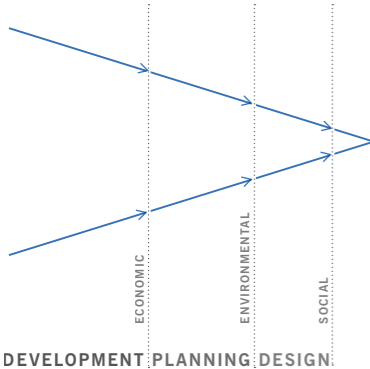 ECONOMIC
ENVIRONMENTAL
SOCIAL
DEVELOPMENT PLANNING DESIGN